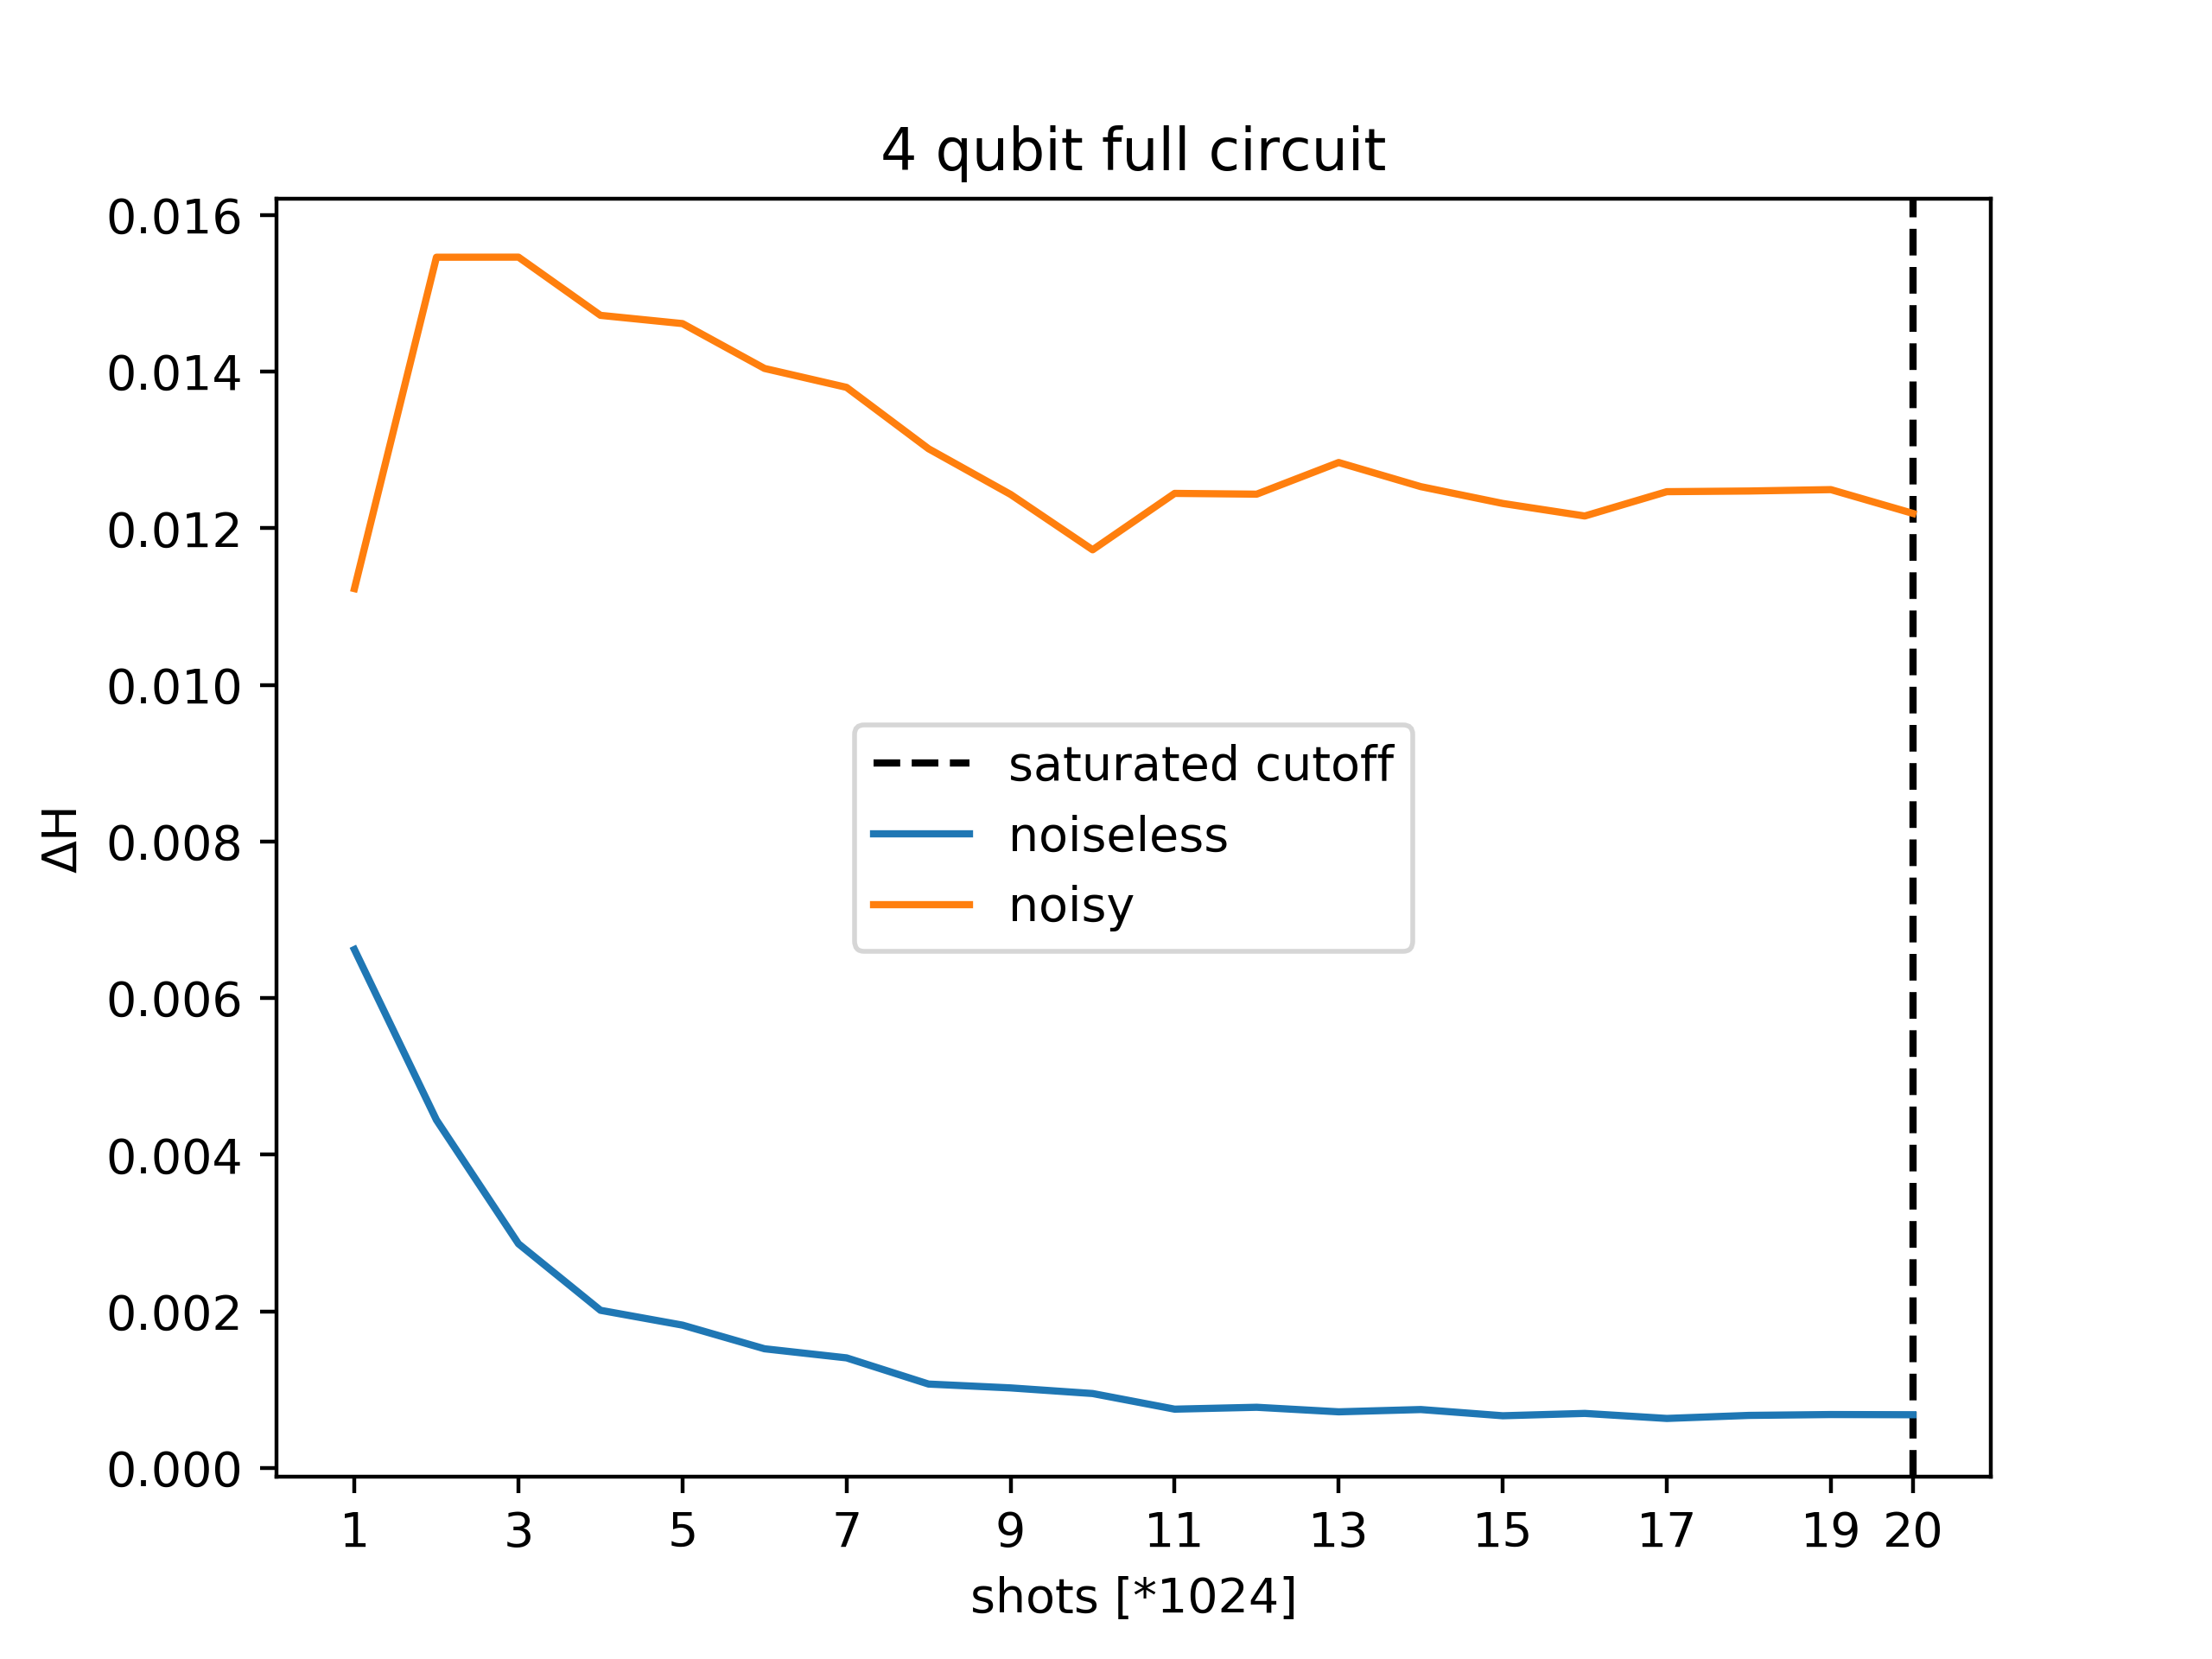 4 qubit full circuit
0.016
0.014
0.012
0.010
0.008
0.006
0.004
0.002
0.000
ΔH
saturated cutoff
noiseless
noisy
1 3 5 7 9 11 13 15 17 19 20
shots [*1024]